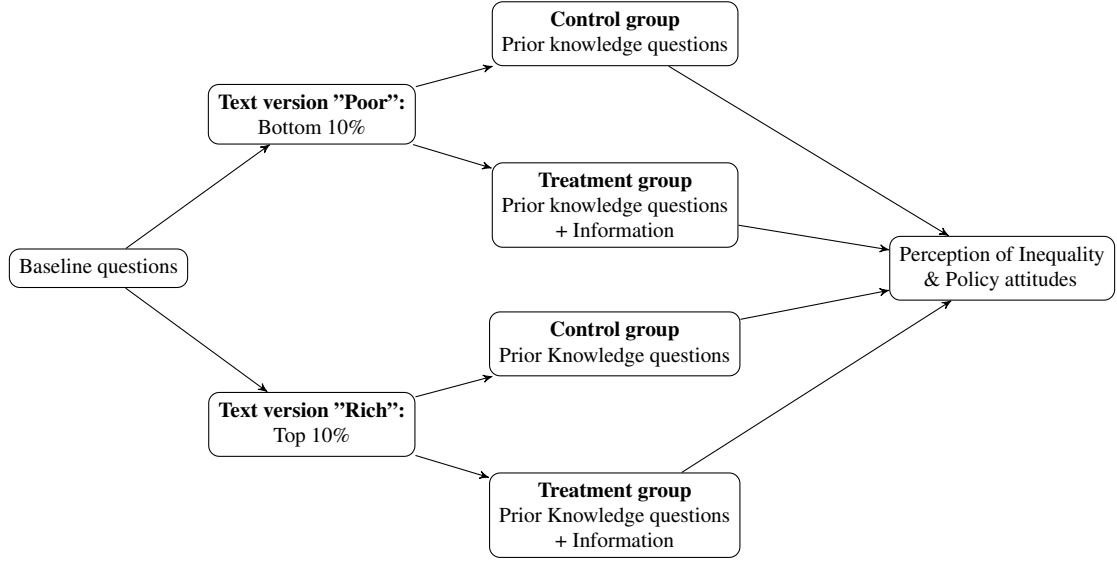 Control group
Prior knowledge questions
Text version ”Poor”:
Bottom 10%
Treatment group
Prior knowledge questions
+ Information
Baseline questions
Perception of Inequality
& Policy attitudes
Control group
Prior Knowledge questions
Text version ”Rich”:
Top 10%
Treatment group
Prior Knowledge questions
+ Information